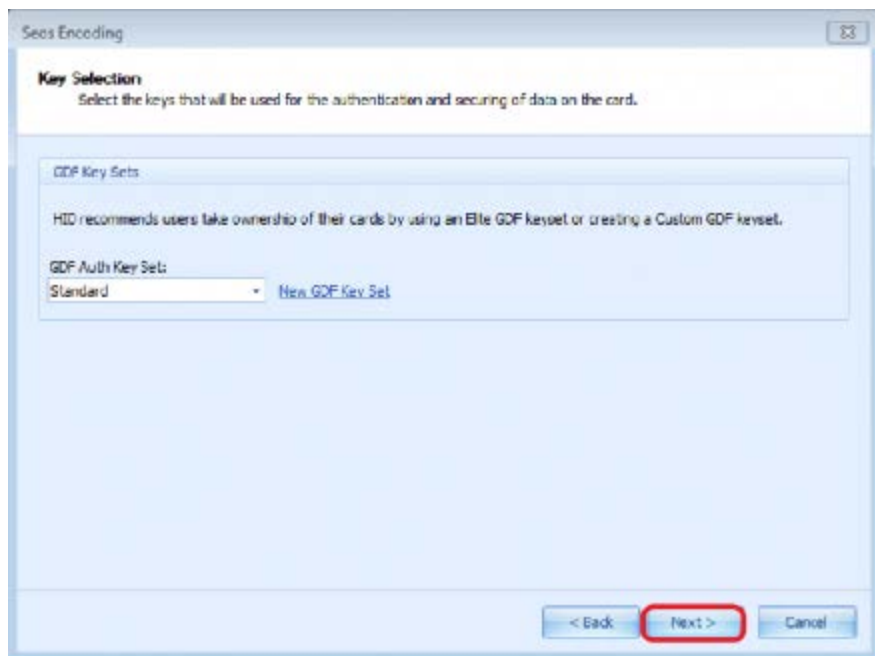 Seos Encoding
Key Selection
Select the keys that will be used for the authentication and securing of data on the card.
GDF Key Sets
HID recommends users take ownership of their cards by using an Elite GDF keyset or creating a Custom GDF keyset.
GDF Auth Key Set:
Standard New GDF Key Set
< Back Next > Cancel